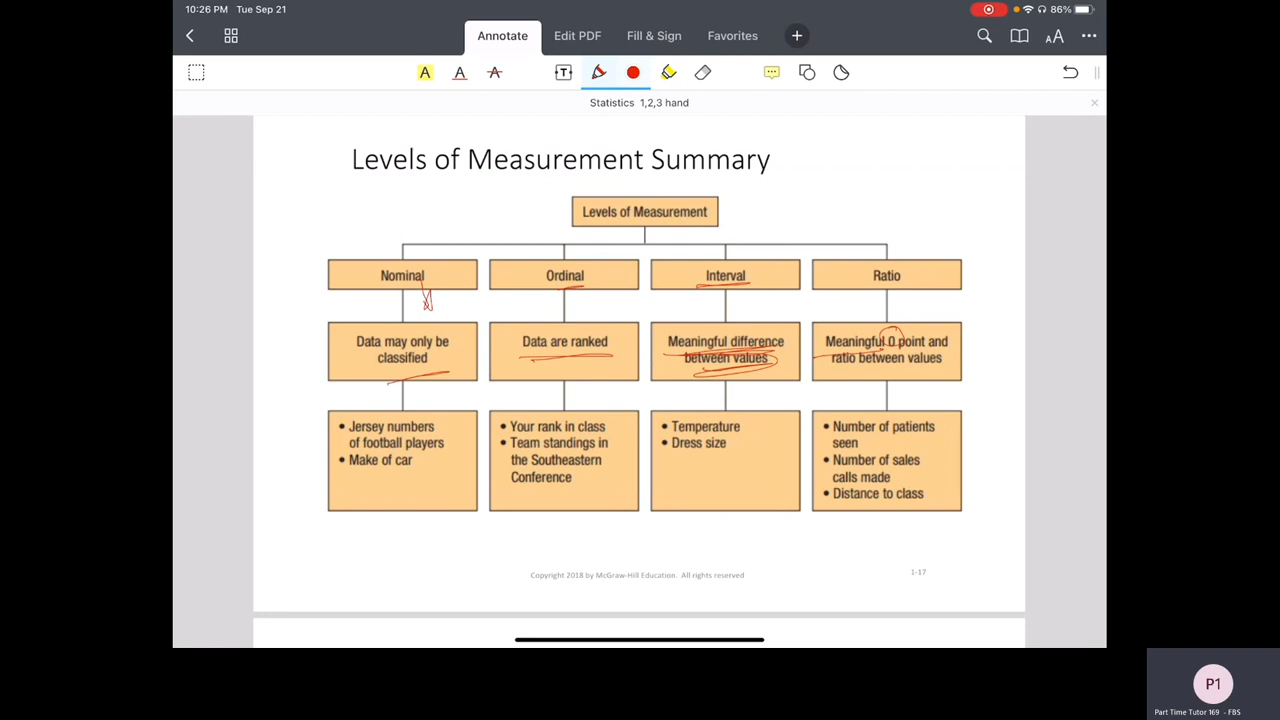 10:26 PM Tue Sep 21
86%
Annotate Edit PDF Fill & Sign Favorites
A A A T AA
Statistics 1,2,3 hand
Levels of Measurement Summary
Levels of Measurement
Nominal
Ordinal
Interval
Ratio
Data may only be
classified
Data are ranked
Meaningful difference
between values
Meaningful 0 point and
ratio between values
• Jersey numbers
of football players
• Make of car
• Your rank in class
• Team standings in
the Southeastern
Conference
• Temperature
• Dress size
• Number of patients
seen
• Number of sales
calls made
• Distance to class
Copyright 2018 by McGraw-Hill Education. All rights reserved
1-17
P1
Part Time Tutor 169 - FBS